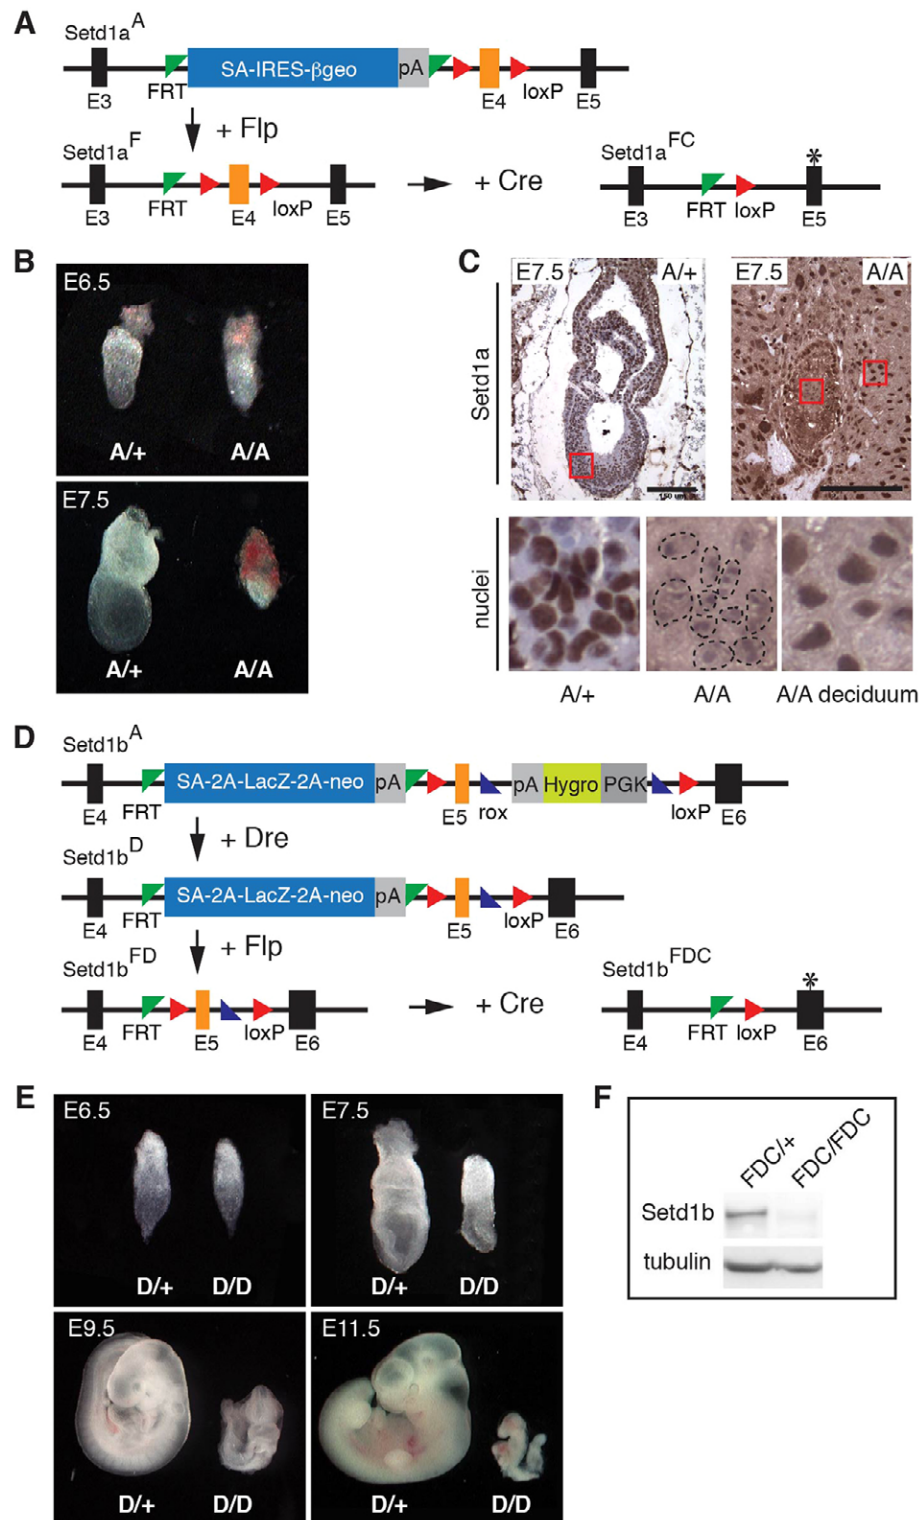 A
Setd1a^A
SA-IRES-βgeo
pA
E3
FRT
E4
loxP
E5
+ Flp
Setd1a^F
E3
FRT
E4
loxP
E5
+ Cre
Setd1a^FC
*
E3
FRT
loxP
E5
B
E6.5
A/+
A/A
E7.5
A/+
A/A
C
Setd1a
E7.5
A/+
150 um
E7.5
A/A
nuclei
A/+
A/A
A/A deciduum
D
Setd1b^A
SA-2A-LacZ-2A-neo
pA
pA
Hygro
PGK
E4
FRT
E5
rox
loxP
E6
+ Dre
Setd1b^D
SA-2A-LacZ-2A-neo
pA
E4
FRT
E5
loxP
E6
+ Flp
Setd1b^FD
E4
FRT
E5
loxP
E6
+ Cre
Setd1b^FDC
*
E4
FRT
loxP
E6
E
E6.5
D/+
D/D
E7.5
D/+
D/D
E9.5
D/+
D/D
E11.5
D/+
D/D
F
FDC/+
FDC/FDC
Setd1b
tubulin